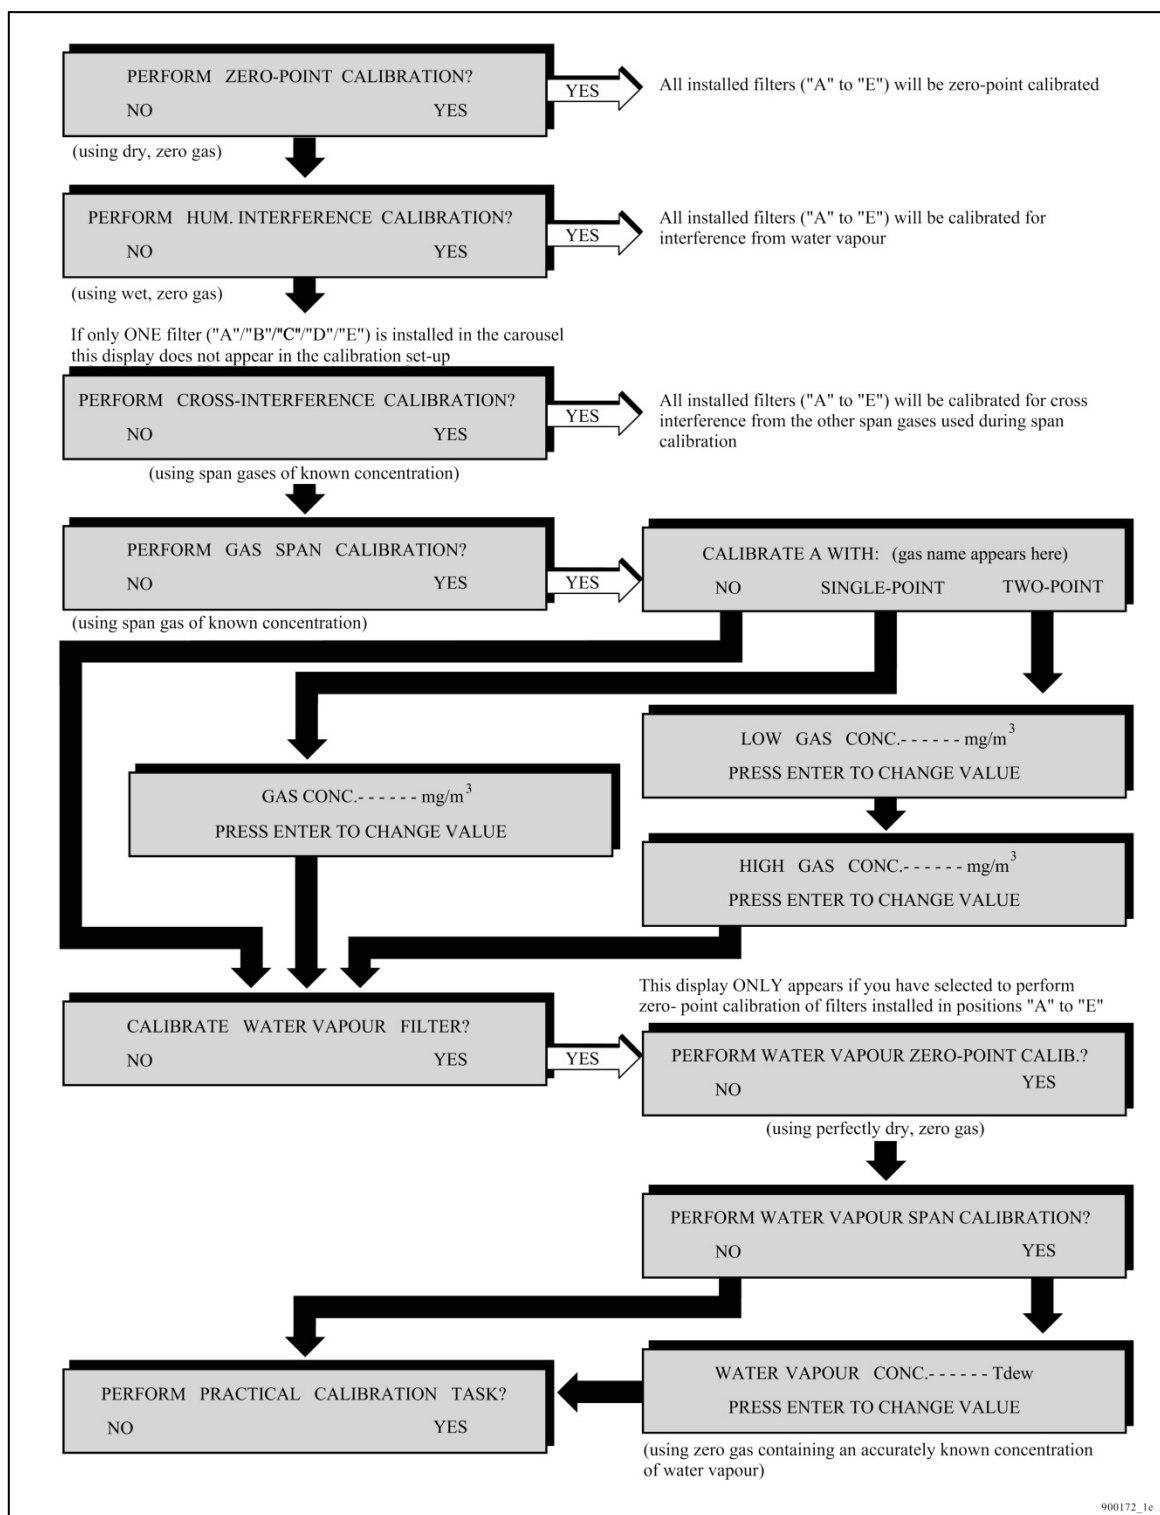 PERFORM ZERO-POINT CALIBRATION?
NO YES
YES
All installed filters ("A" to "E") will be zero-point calibrated
(using dry, zero gas)
PERFORM HUM. INTERFERENCE CALIBRATION?
NO YES
YES
All installed filters ("A" to "E") will be calibrated for
interference from water vapour
(using wet, zero gas)
If only ONE filter ("A"/"B"/"C"/"D"/"E") is installed in the carousel
this display does not appear in the calibration set-up
PERFORM CROSS-INTERFERENCE CALIBRATION?
NO YES
YES
All installed filters ("A" to "E") will be calibrated for cross
interference from the other span gases used during span
calibration
(using span gases of known concentration)
PERFORM GAS SPAN CALIBRATION?
NO YES
YES
(using span gas of known concentration)
CALIBRATE A WITH: (gas name appears here)
NO SINGLE-POINT TWO-POINT
LOW GAS CONC.- - - - - - mg/m³
PRESS ENTER TO CHANGE VALUE
GAS CONC.- - - - - - mg/m³
PRESS ENTER TO CHANGE VALUE
HIGH GAS CONC.- - - - - - mg/m³
PRESS ENTER TO CHANGE VALUE
This display ONLY appears if you have selected to perform
zero- point calibration of filters installed in positions "A" to "E"
CALIBRATE WATER VAPOUR FILTER?
NO YES
YES
PERFORM WATER VAPOUR ZERO-POINT CALIB.?
NO YES
(using perfectly dry, zero gas)
PERFORM WATER VAPOUR SPAN CALIBRATION?
NO YES
WATER VAPOUR CONC.- - - - - - Tdew
PRESS ENTER TO CHANGE VALUE
(using zero gas containing an accurately known concentration
of water vapour)
PERFORM PRACTICAL CALIBRATION TASK?
NO YES
900172_1e